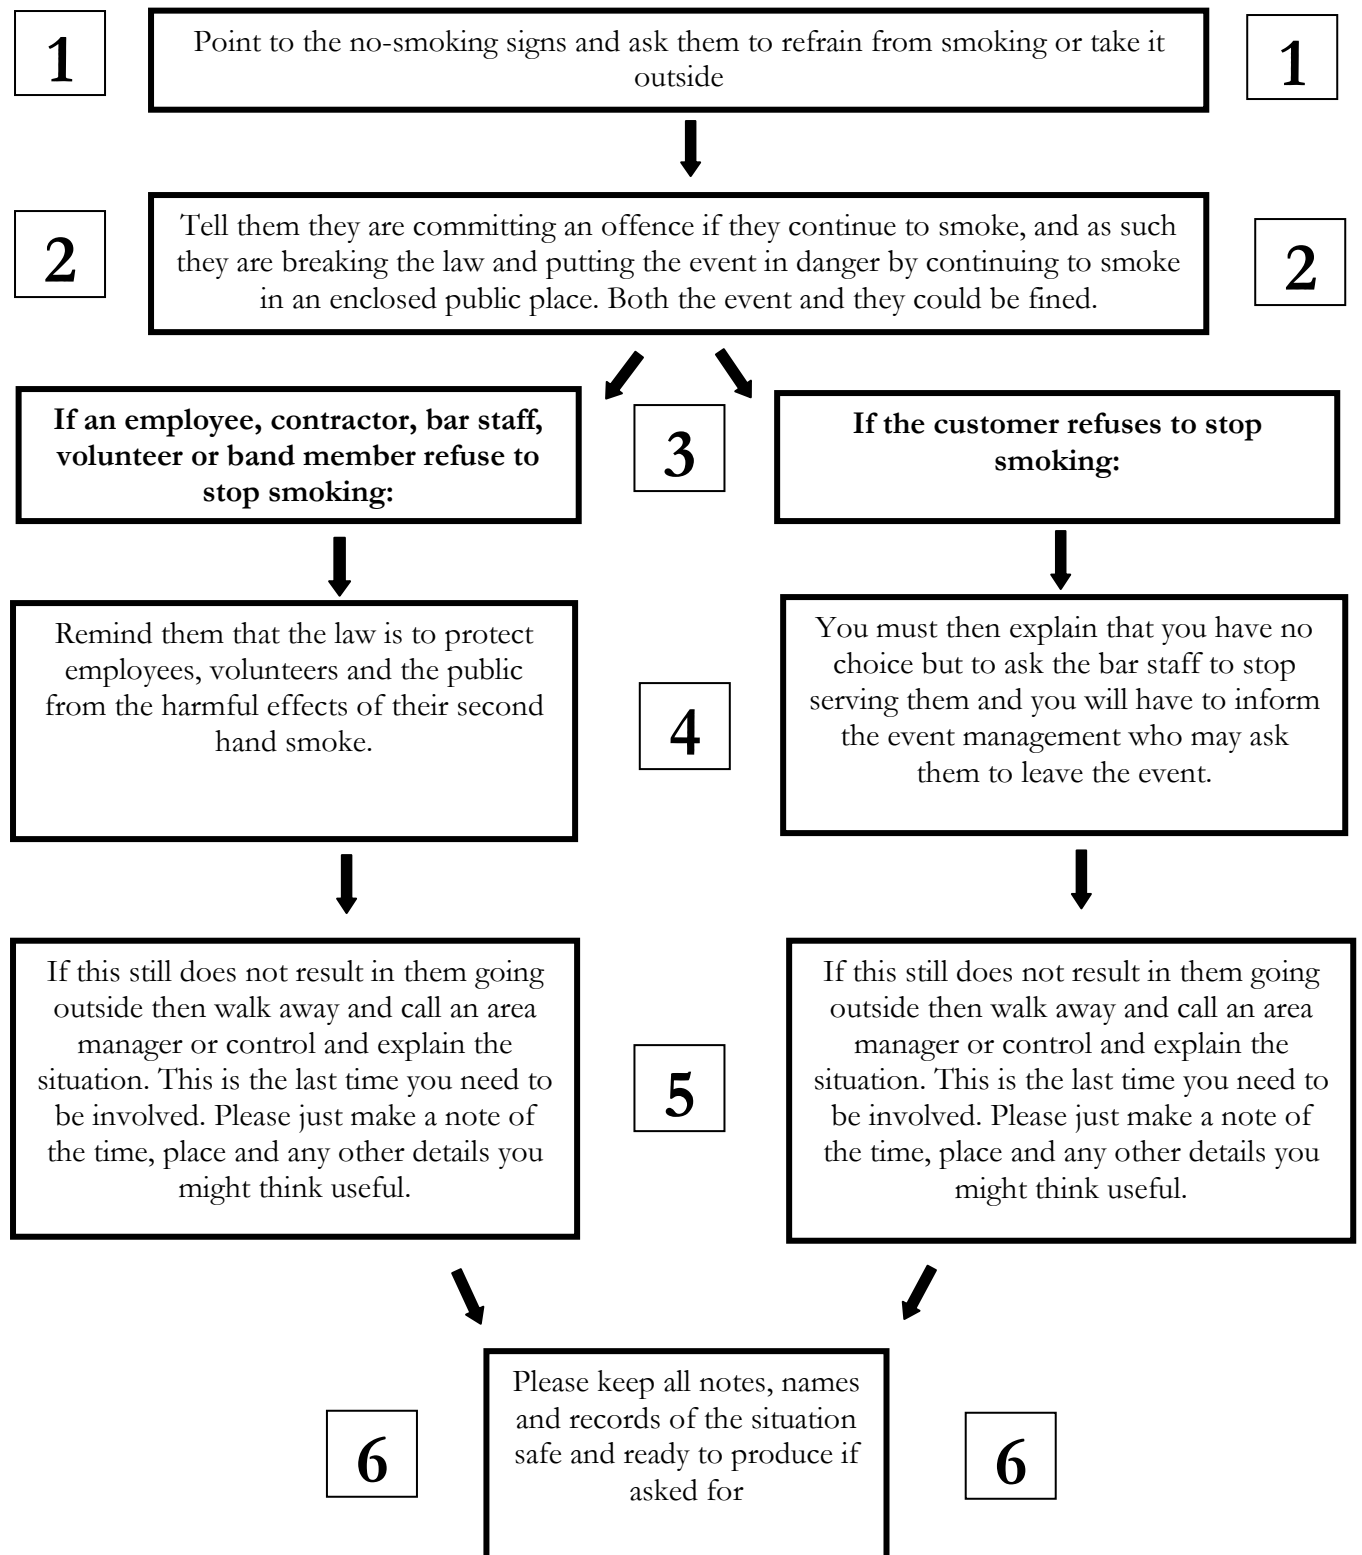 1
Point to the no-smoking signs and ask them to refrain from smoking or take it
outside
1
2
Tell them they are committing an offence if they continue to smoke, and as such
they are breaking the law and putting the event in danger by continuing to smoke
in an enclosed public place. Both the event and they could be fined.
2
If an employee, contractor, bar staff,
volunteer or band member refuse to
stop smoking:
3
If the customer refuses to stop
smoking:
Remind them that the law is to protect
employees, volunteers and the public
from the harmful effects of their second
hand smoke.
4
You must then explain that you have no
choice but to ask the bar staff to stop
serving them and you will have to inform
the event management who may ask
them to leave the event.
If this still does not result in them going
outside then walk away and call an area
manager or control and explain the
situation. This is the last time you need to
be involved. Please just make a note of
the time, place and any other details you
might think useful.
5
If this still does not result in them going
outside then walk away and call an area
manager or control and explain the
situation. This is the last time you need to
be involved. Please just make a note of
the time, place and any other details you
might think useful.
6
Please keep all notes, names
and records of the situation
safe and ready to produce if
asked for
6